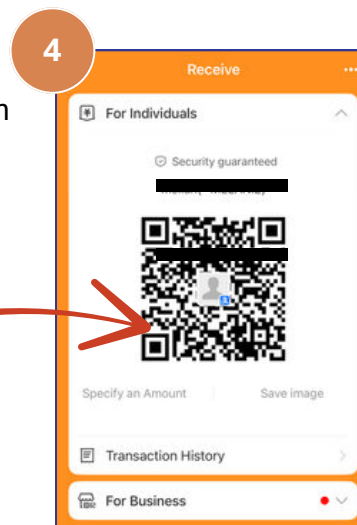 4
Receive
For Individuals
Security guaranteed
Specify an Amount
Save image
Transaction History
For Business